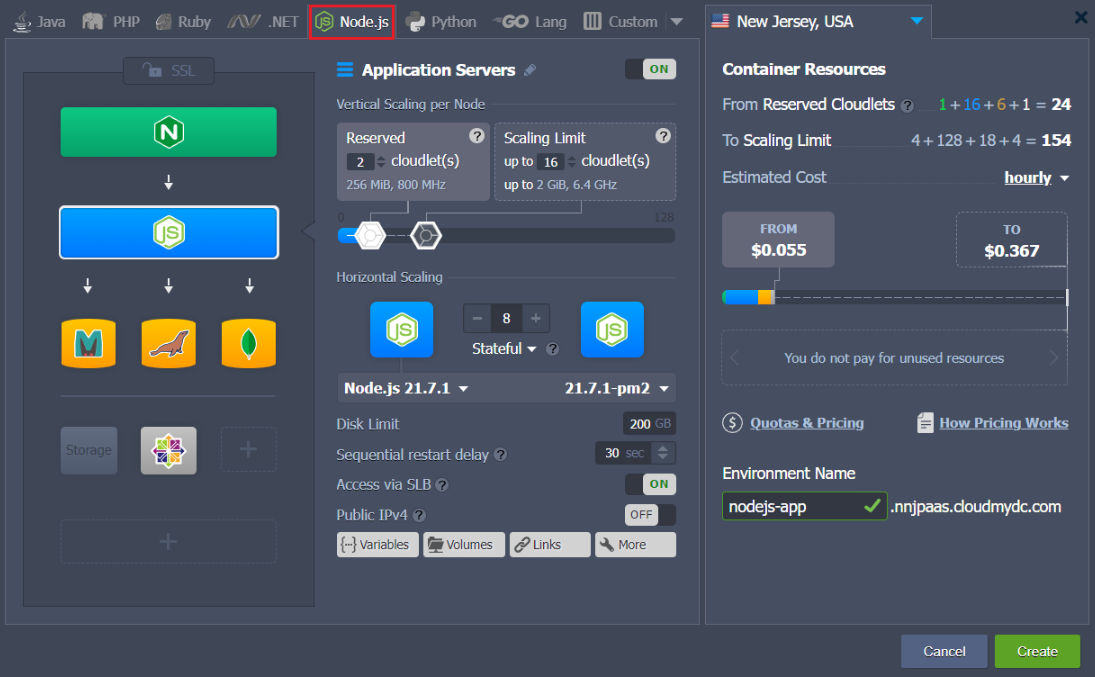 Java PHP Ruby .NET Node.js Python GO Lang Custom
SSL
N
JS
Storage
Application Servers
ON
Vertical Scaling per Node
Reserved ?
2 cloudlet(s)
256 MiB, 800 MHz
Scaling Limit ?
up to 16 cloudlet(s)
up to 2 GiB, 6.4 GHz
0 128
Horizontal Scaling
JS
− 8 +
JS
Stateful ?
Node.js 21.7.1 21.7.1-pm2
Disk Limit 200 GB
Sequential restart delay ? 30 sec
Access via SLB ? ON
Public IPv4 ? OFF
Variables Volumes Links More
New Jersey, USA
Container Resources
From Reserved Cloudlets ? 1 + 16 + 6 + 1 = 24
To Scaling Limit 4 + 128 + 18 + 4 = 154
Estimated Cost hourly
FROM
$0.055
TO
$0.367
You do not pay for unused resources
$ Quotas & Pricing How Pricing Works
Environment Name
nodejs-app .nnjpaas.cloudmydc.com
Cancel Create